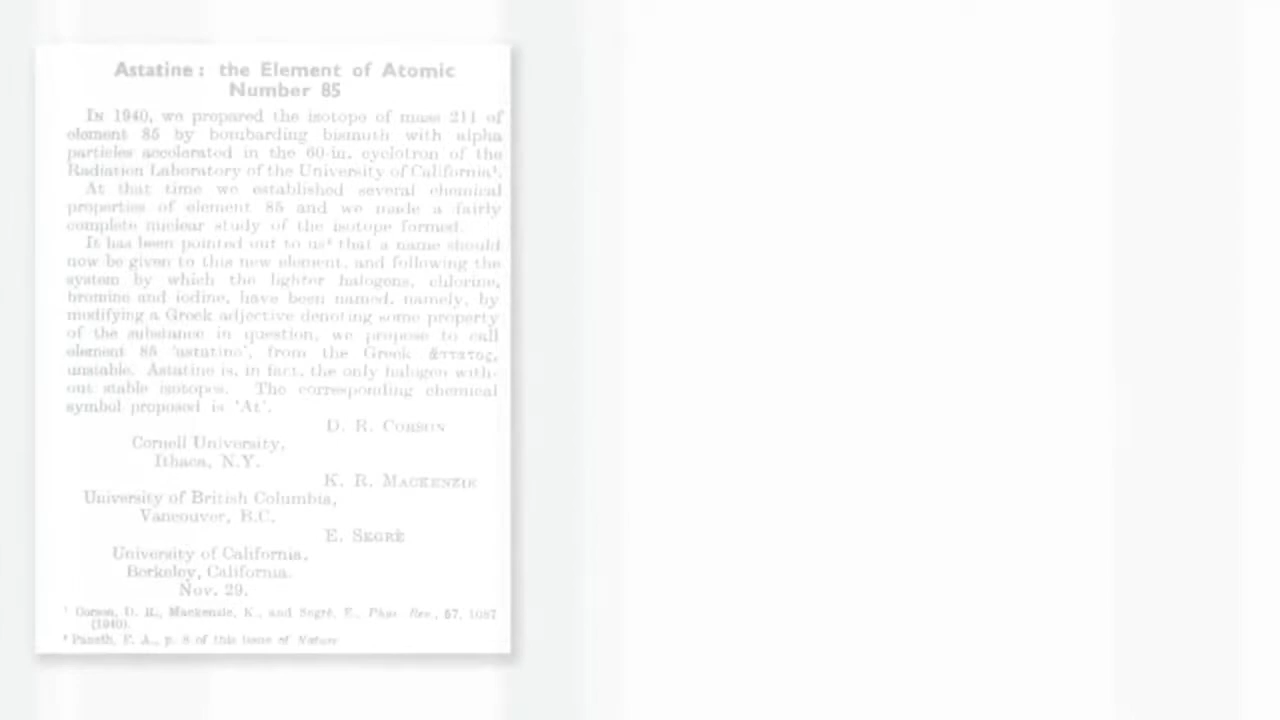 Astatine: the Element of Atomic
Number 85
In 1940, we prepared the isotope of mass 211 of
element 85 by bombarding bismuth with alpha
particles accelerated in the 60-in. cyclotron of the
Radiation Laboratory of the University of California¹.
At that time we established several chemical
properties of element 85 and we made a fairly
complete nuclear study of the isotope formed.
It has been pointed out to us² that a name should
now be given to this new element, and following the
system by which the lighter halogens, chlorine,
bromine and iodine, have been named, namely, by
modifying a Greek adjective denoting some property
of the substance in question, we propose to call
element 85 'astatine', from the Greek ἄστατος,
unstable. Astatine is, in fact, the only halogen with-
out stable isotopes. The corresponding chemical
symbol proposed is 'At'.
D. R. Corson
Cornell University,
Ithaca, N.Y.
K. R. Mackenzie
University of British Columbia,
Vancouver, B.C.
E. Segrè
University of California,
Berkeley, California.
Nov. 29.
¹ Corson, D. R., Mackenzie, K., and Segrè, E., Phys. Rev., 57, 1087
(1940).
² Paneth, F. A., p. 8 of this issue of Nature